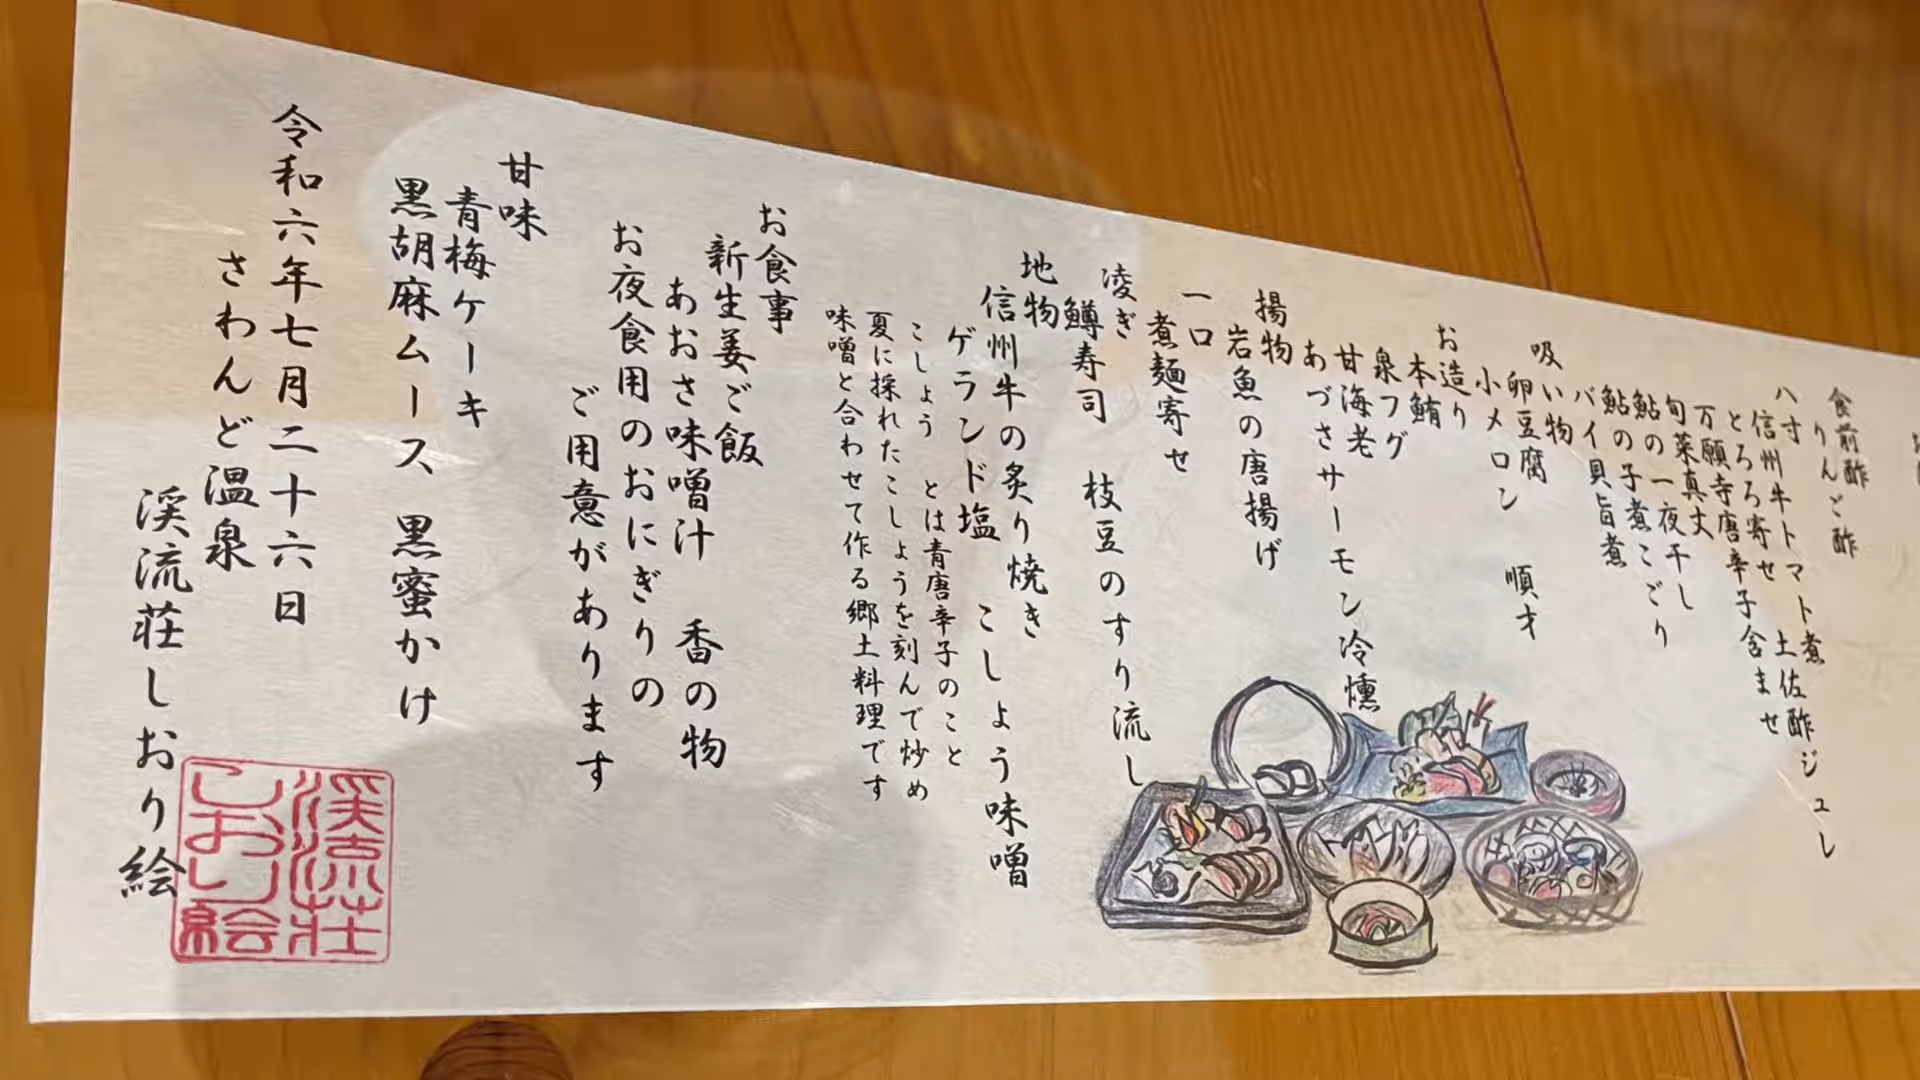 食前酢
りんご酢
八寸
信州牛トマト煮 土佐酢ジュレ
とろろ寄せ
万願寺唐辛子含ませ
旬菜真丈
鮎の一夜干し
鮎の子煮こごり
バイ貝旨煮
吸い物
卵豆腐
小メロン 順才
お造り
本鮪
泉フグ
甘海老
あづさサーモン冷燻
揚物
岩魚の唐揚げ
一口
煮麺寄せ
凌ぎ
鱒寿司 枝豆のすり流し
地物
信州牛の炙り焼き
ゲランド塩 こしょう味噌
こしょう とは青唐辛子のこと
夏に採れたこしょうを刻んで炒め
味噌と合わせて作る郷土料理です
お食事
新生姜ご飯
あおさ味噌汁 香の物
お夜食用のおにぎりの
ご用意があります
甘味
青梅ケーキ
黒胡麻ムース 黒蜜かけ
令和六年七月二十六日
さわんど温泉
渓流荘しおり絵
渓流荘
しおり絵